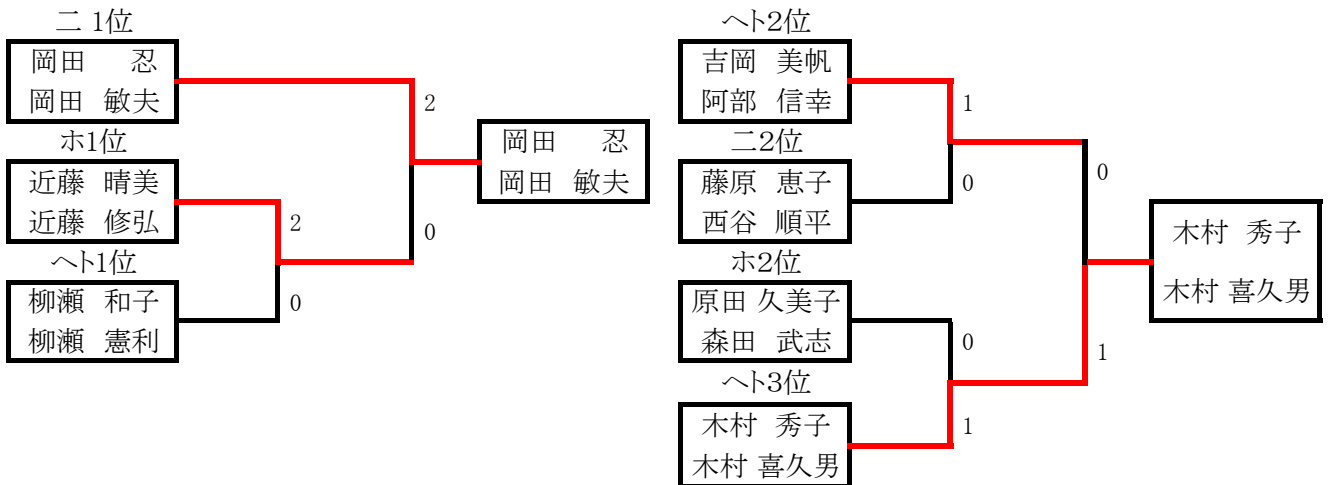 ニ 1位
岡田 忍
岡田 敏夫
ホ1位
近藤 晴美
近藤 修弘
ヘト1位
柳瀬 和子
柳瀬 憲利
2
0
2
0
岡田 忍
岡田 敏夫
ヘト2位
吉岡 美帆
阿部 信幸
ニ2位
藤原 恵子
西谷 順平
ホ2位
原田 久美子
森田 武志
ヘト3位
木村 秀子
木村 喜久男
1
0
0
1
0
1
木村 秀子
木村 喜久男